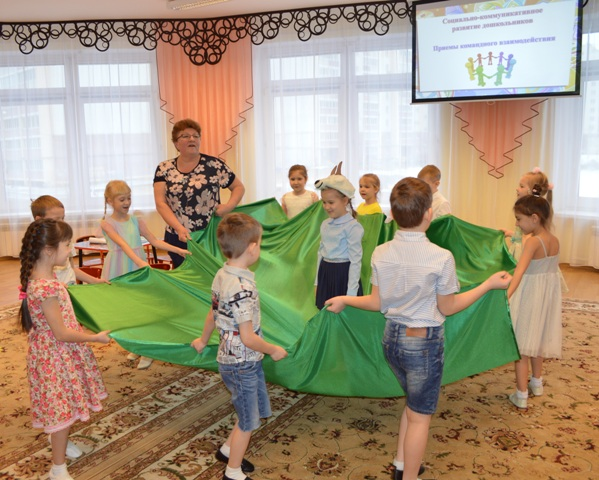 Социально-коммуникативное
развитие дошкольников
Приемы командного взаимодействия